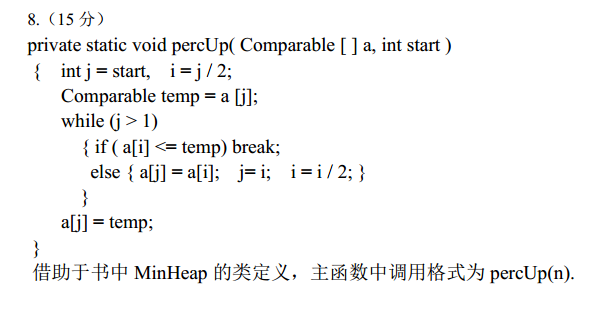 8.（15 分）
private static void percUp( Comparable [ ] a, int start )
{ int j = start, i = j / 2;
Comparable temp = a [j];
while (j > 1)
{ if ( a[i] <= temp) break;
else { a[j] = a[i]; j= i; i = i / 2; }
}
a[j] = temp;
}
借助于书中 MinHeap 的类定义，主函数中调用格式为 percUp(n).